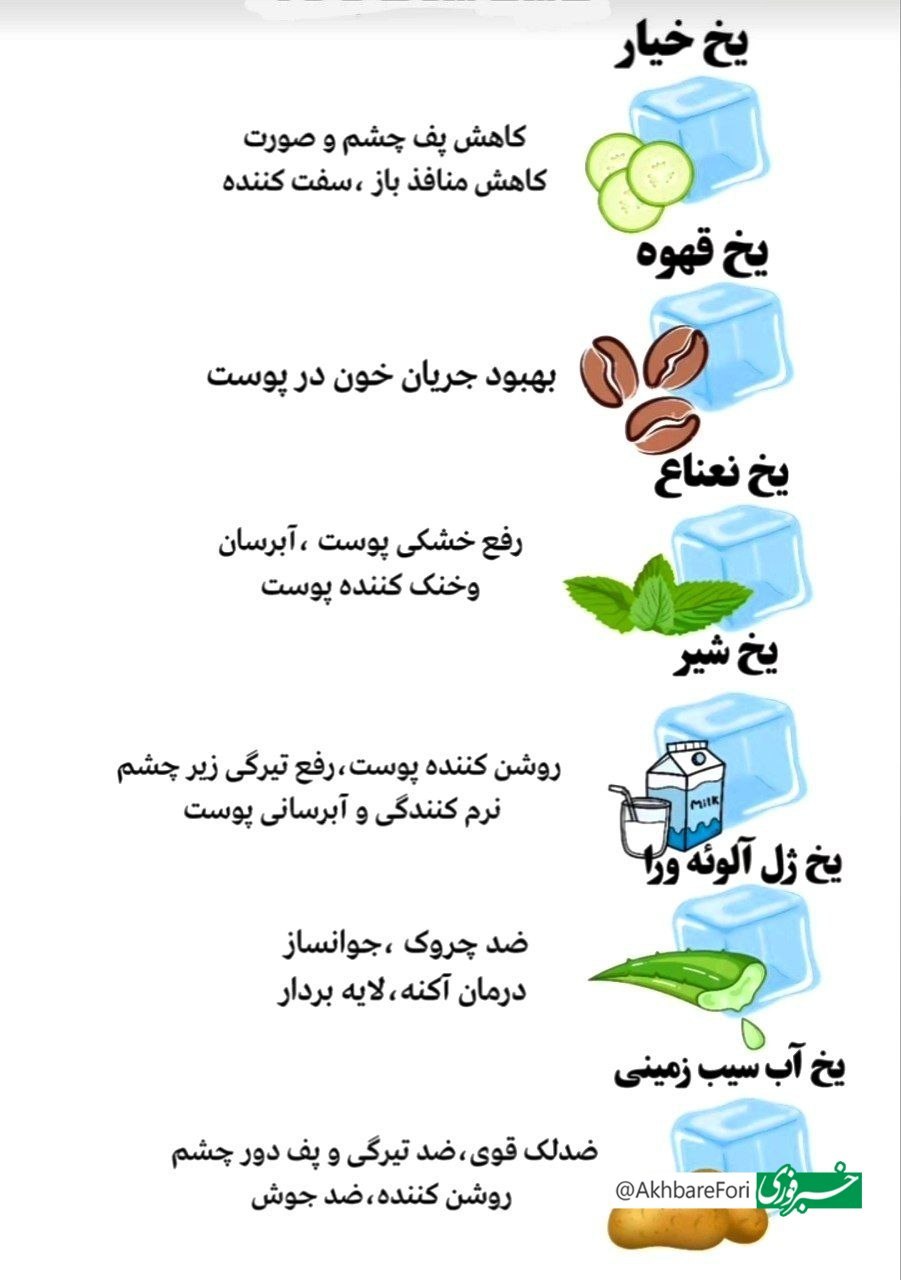 یخ خیار
کاهش پف چشم و صورت
کاهش منافذ باز ،سفت کننده
یخ قهوه
بهبود جریان خون در پوست
یخ نعناع
رفع خشکی پوست ،آبرسان
وخنک کننده پوست
یخ شیر
روشن کننده پوست،رفع تیرگی زیر چشم
نرم کنندگی و آبرسانی پوست
MilK
یخ ژل آلوئه ورا
ضد چروک ،جوانساز
درمان آکنه،لایه بردار
یخ آب سیب زمینی
ضدلک قوی،ضد تیرگی و پف دور چشم
روشن کننده،ضد جوش
@AkhbareFori خبرفوری